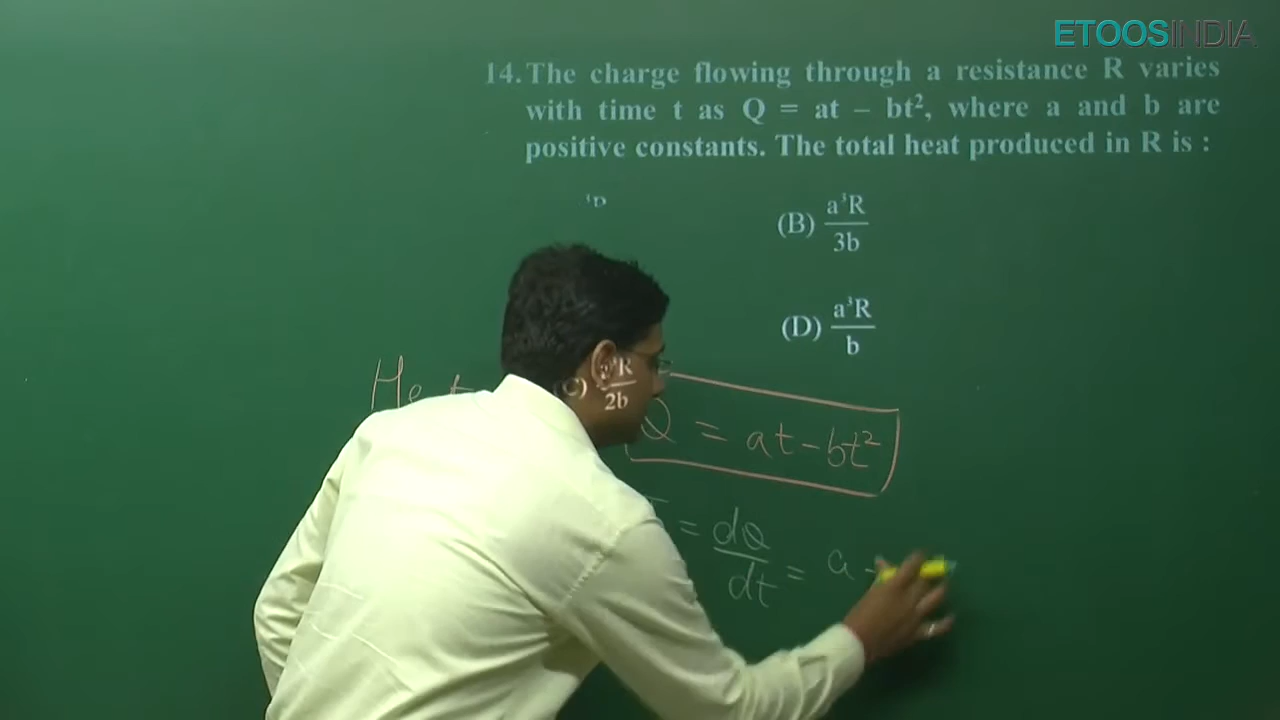 ETOOSINDIA
14. The charge flowing through a resistance R varies
with time t as Q = at – bt², where a and b are
positive constants. The total heat produced in R is :
(B) a³R/3b
(D) a³R/b
R/2b
Q = at – bt²
= dQ/dt = a –